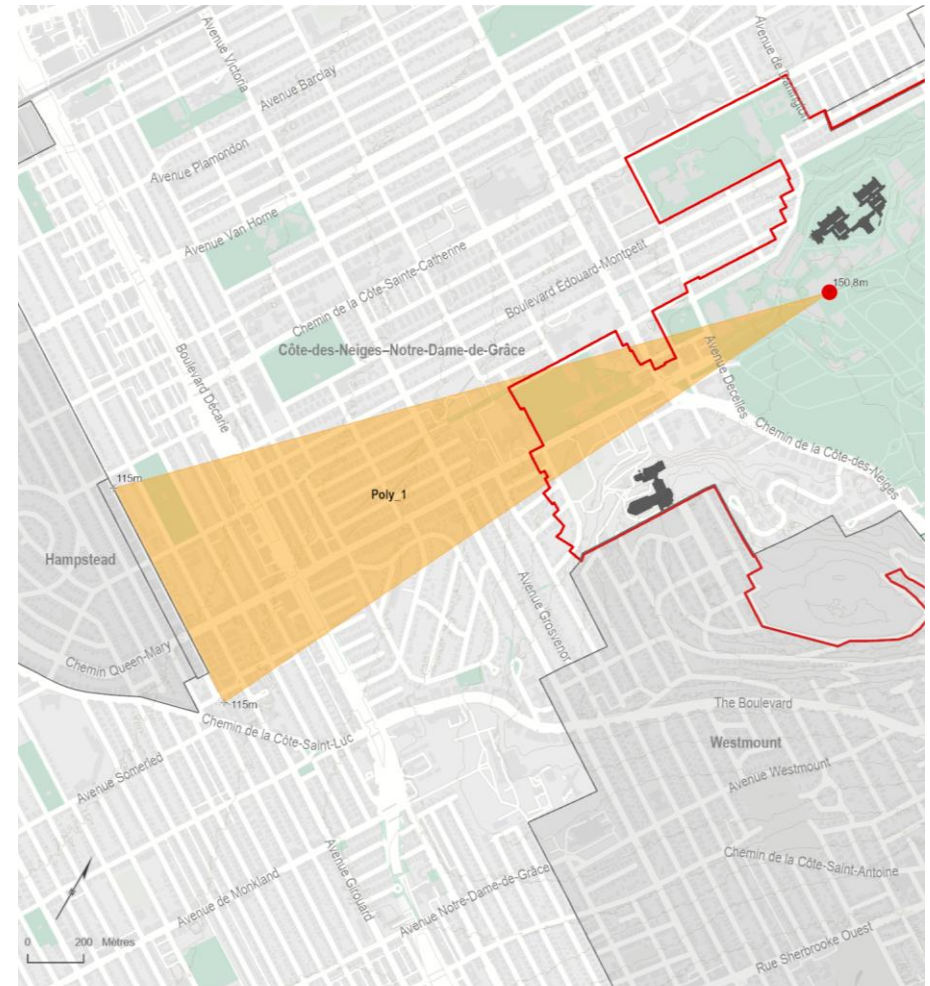 Avenue Victoria
Avenue Barclay
Avenue de Darlington
Avenue Plamondon
Avenue Van Horne
Chemin de la Côte-Sainte-Catherine
Boulevard Édouard-Montpetit
150,8m
Côte-des-Neiges–Notre-Dame-de-Grâce
Boulevard Décarie
Avenue Decelles
Chemin de la Côte-des-Neiges
115m
Poly_1
Hampstead
Avenue Grosvenor
Chemin Queen-Mary
115m
Chemin de la Côte-Saint-Luc
The Boulevard
Westmount
Avenue Somerled
Avenue Westmount
Avenue Girouard
Chemin de la Côte-Saint-Antoine
Avenue de Monkland
Avenue Notre-Dame-de-Grâce
Rue Sherbrooke Ouest
0 200 Mètres